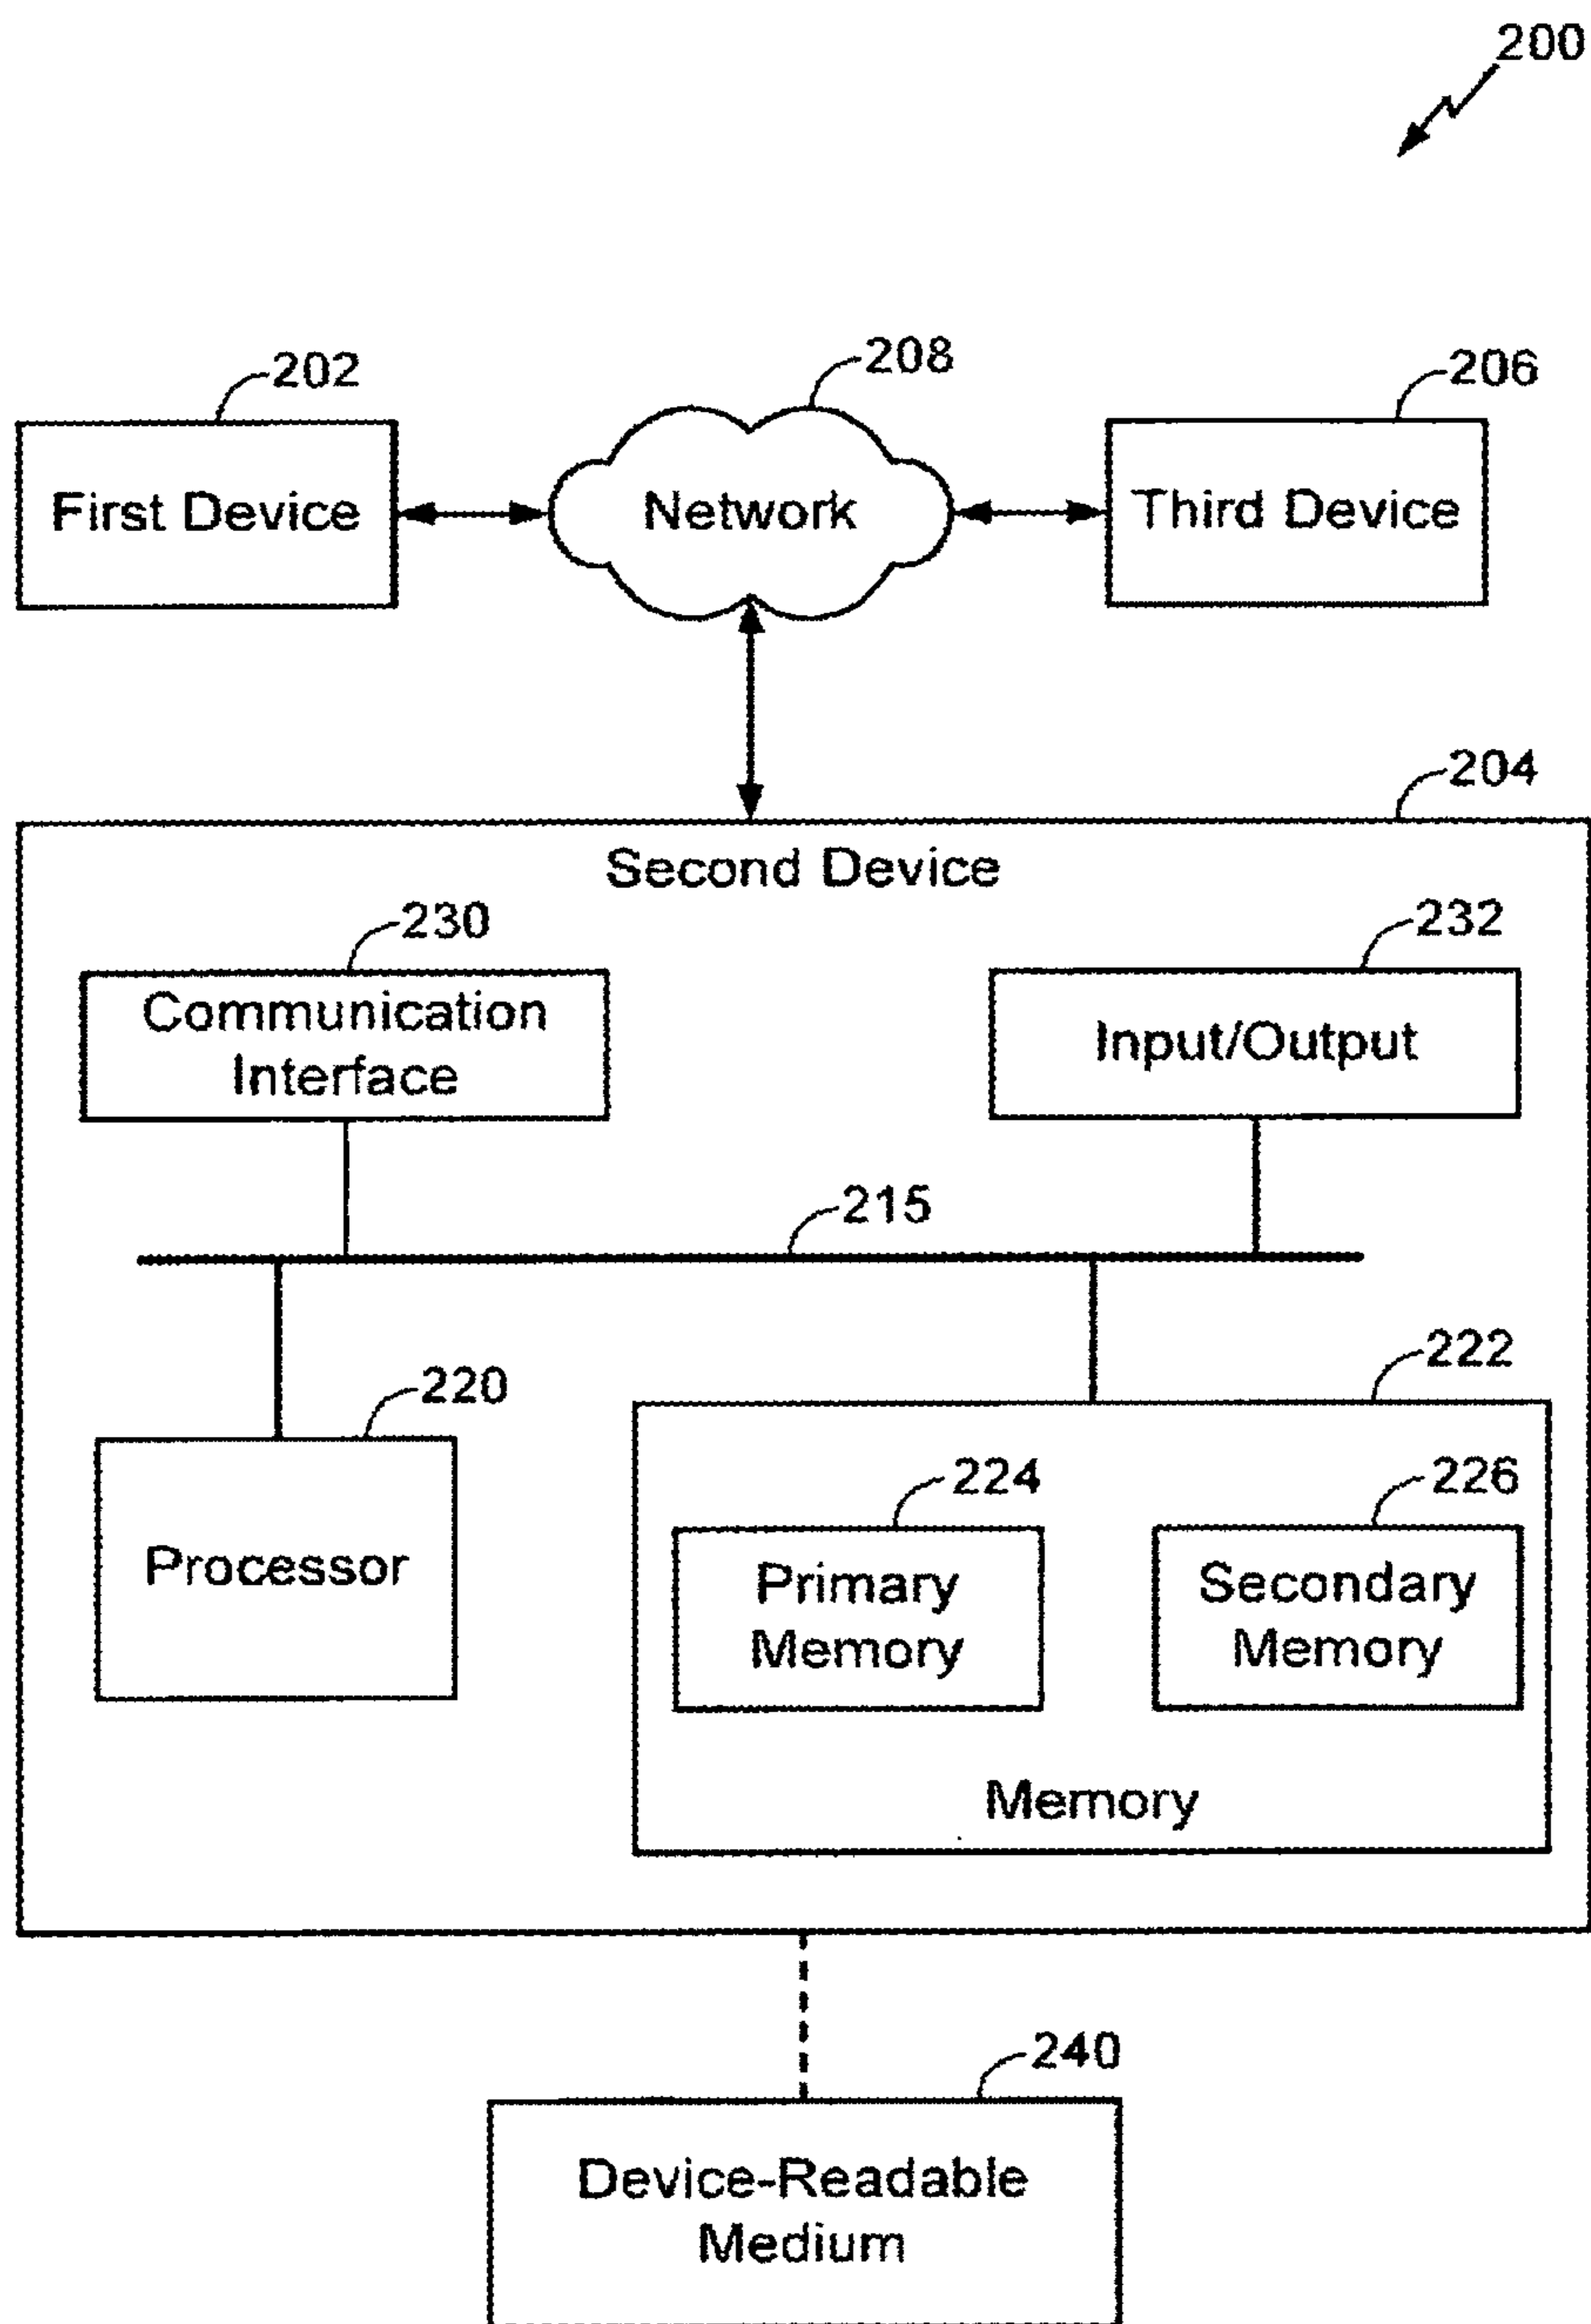 200
202
208
206
First Device
Network
Third Device
204
Second Device
230
232
Communication
Interface
Input/Output
215
222
220
224
226
Processor
Primary
Memory
Secondary
Memory
Memory
240
Device-Readable
Medium